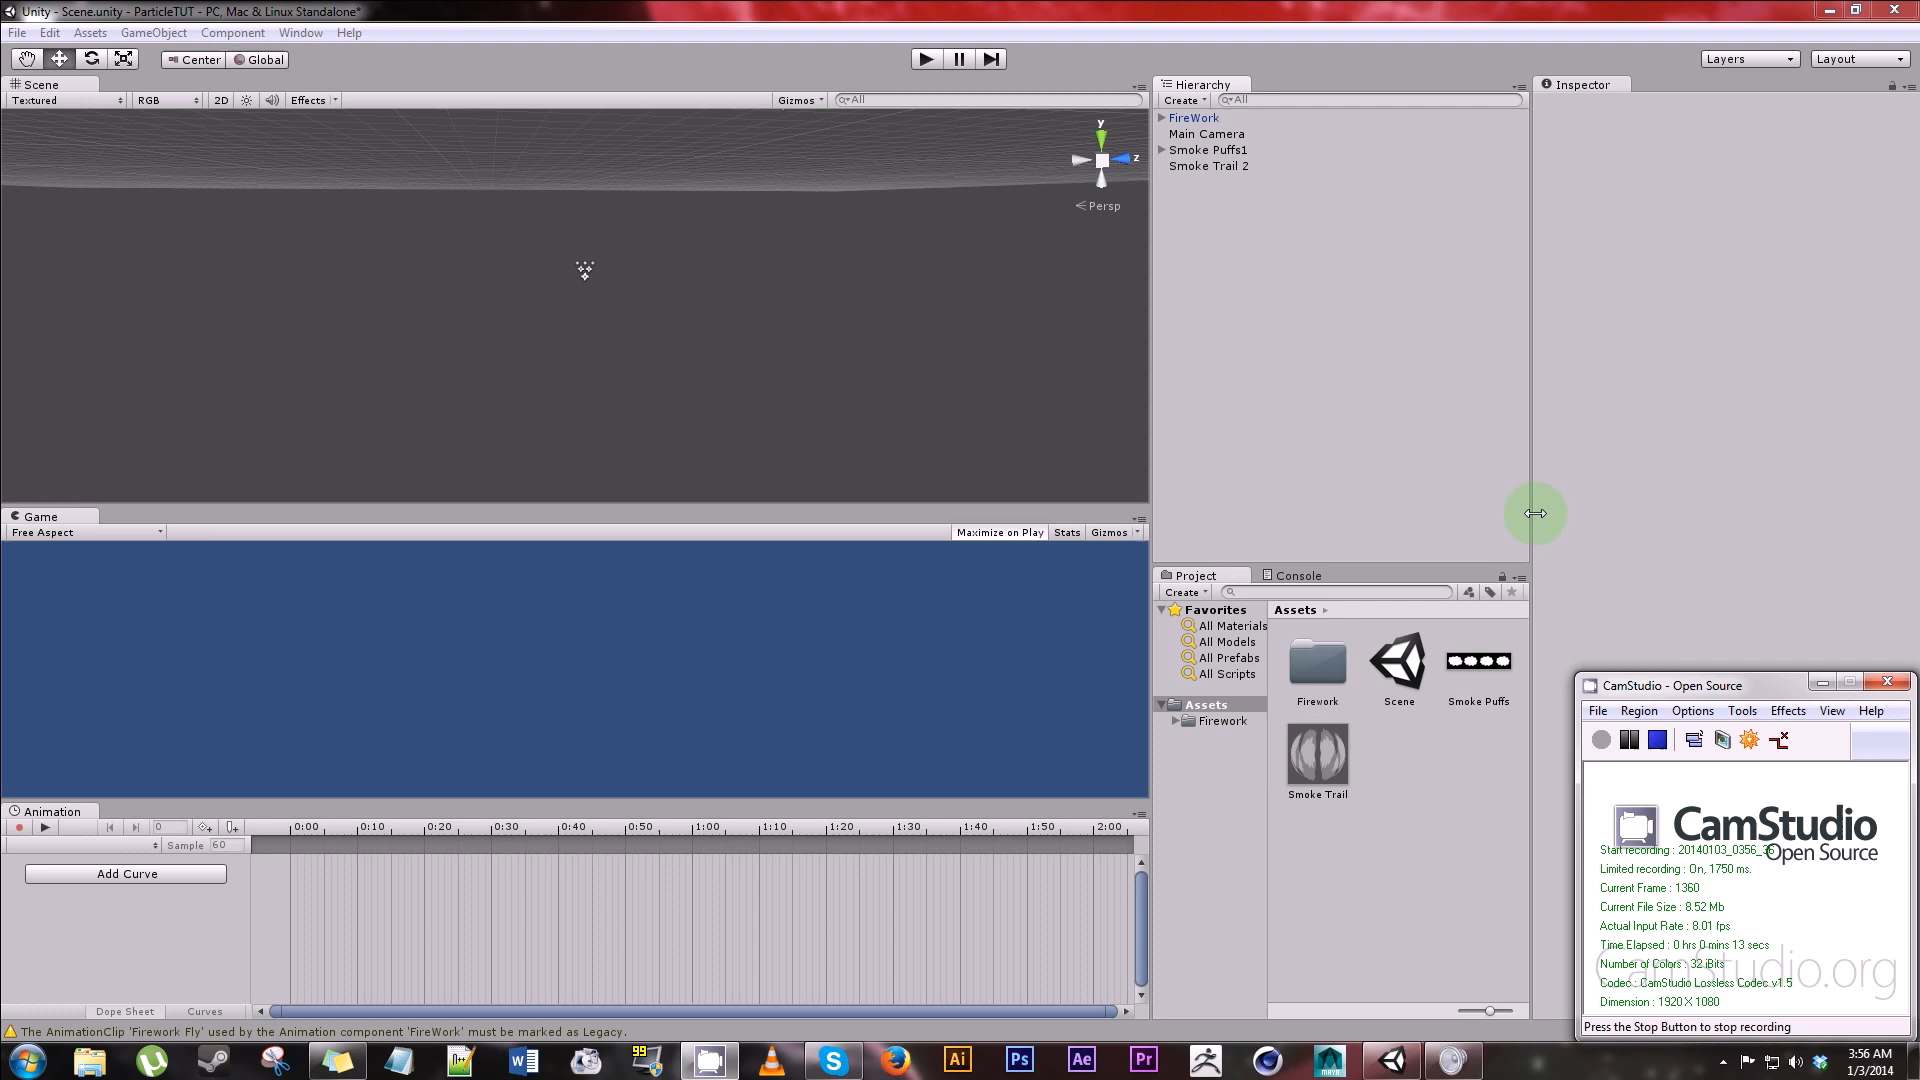 Unity - Scene.unity - ParticleTUT - PC, Mac & Linux Standalone*
File Edit Assets GameObject Component Window Help
Center Global
Layers
Layout
Scene
Textured RGB 2D Effects Gizmos All
y
z
Persp
Hierarchy
Create All
FireWork
Main Camera
Smoke Puffs1
Smoke Trail 2
Inspector
Game
Free Aspect Maximize on Play Stats Gizmos
Project Console
Create
Favorites
All Materials
All Models
All Prefabs
All Scripts
Assets
Firework
Assets
Firework
Scene
Smoke Puffs
Smoke Trail
Animation
0
0:00 0:10 0:20 0:30 0:40 0:50 1:00 1:10 1:20 1:30 1:40 1:50 2:00
Sample 60
Add Curve
Dope Sheet Curves
The AnimationClip 'Firework Fly' used by the Animation component 'FireWork' must be marked as Legacy.
CamStudio - Open Source
File Region Options Tools Effects View Help
CamStudio
Open Source
Start recording : 20140103_0356_36
Limited recording : On, 1750 ms.
Current Frame : 1360
Current File Size : 8.52 Mb
Actual Input Rate : 8.01 fps
Time Elapsed : 0 hrs 0 mins 13 secs
Number of Colors : 32 iBits
Codec : CamStudio Lossless Codec v1.5
Dimension : 1920 X 1080
CamStudio.org
Press the Stop Button to stop recording
99
Ai
Ps
Ae
Pr
MAYA
3:56 AM
1/3/2014